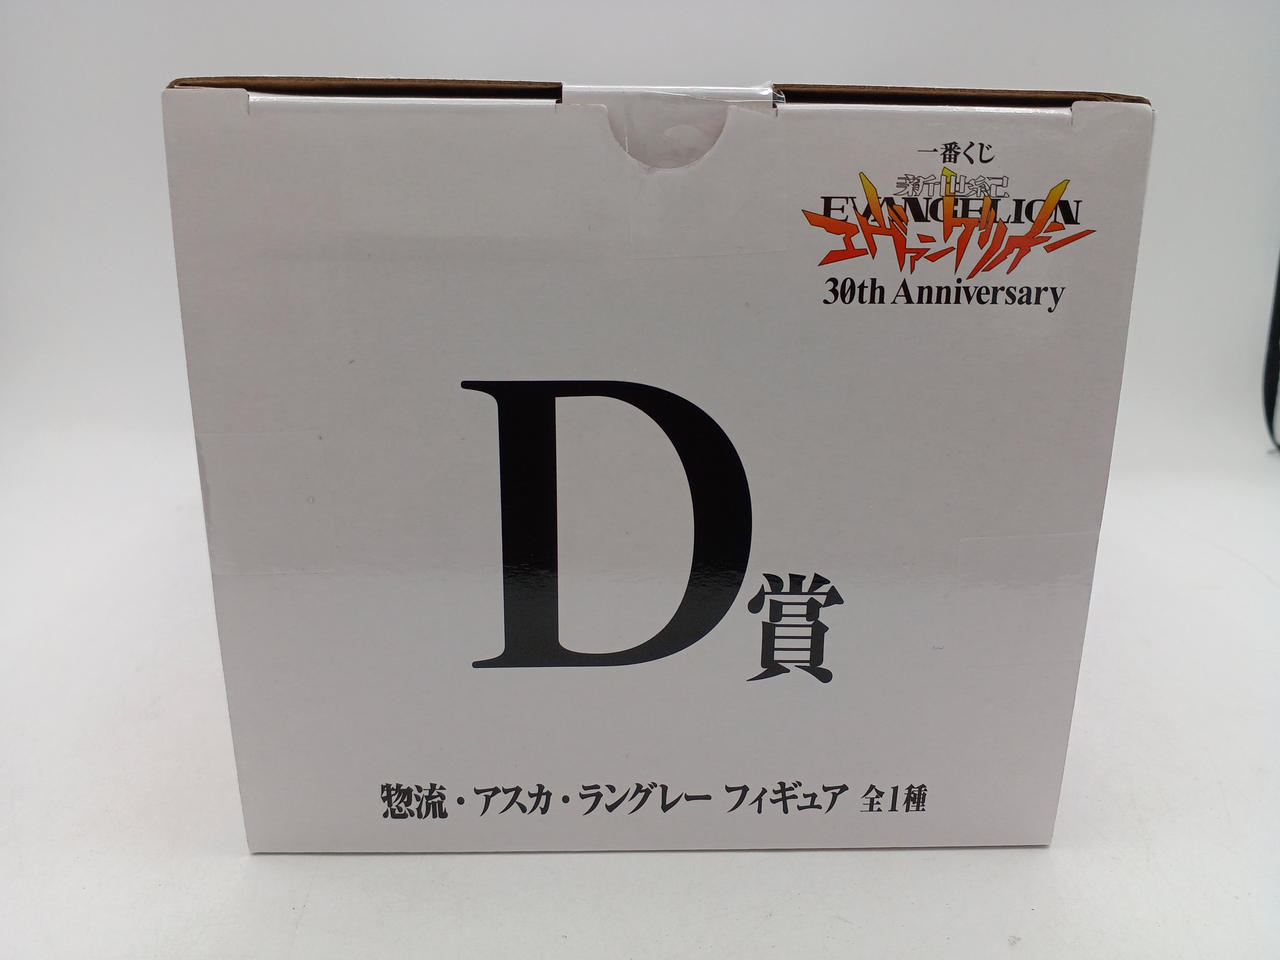 一番くじ
新世紀
EVANGELION
エヴァンゲリオン
30th Anniversary
D賞
惣流・アスカ・ラングレー フィギュア 全1種